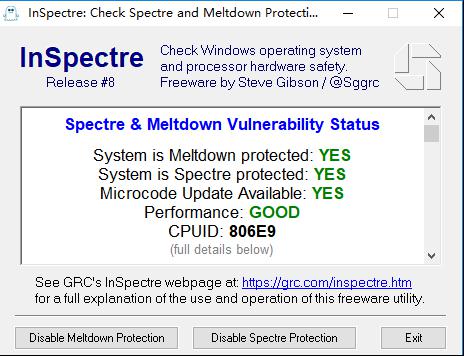 InSpectre: Check Spectre and Meltdown Protecti...
InSpectre
Release #8
Check Windows operating system
and processor hardware safety.
Freeware by Steve Gibson / @Sggrc
Spectre & Meltdown Vulnerability Status
System is Meltdown protected: YES
System is Spectre protected: YES
Microcode Update Available: YES
Performance: GOOD
CPUID: 806E9
(full details below)
See GRC's InSpectre webpage at: https://grc.com/inspectre.htm
for a full explanation of the use and operation of this freeware utility.
Disable Meltdown Protection
Disable Spectre Protection
Exit